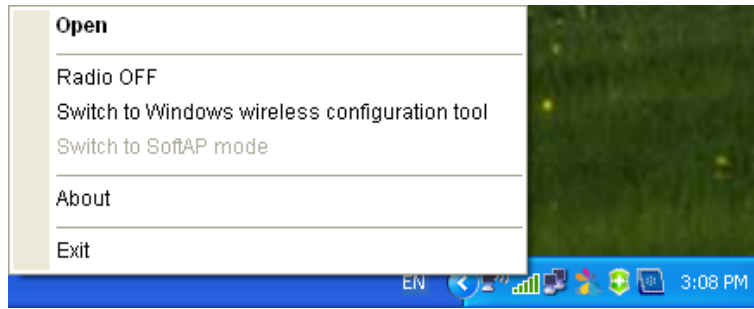 Open
Radio OFF
Switch to Windows wireless configuration tool
Switch to SoftAP mode
About
Exit
EN
3:08 PM